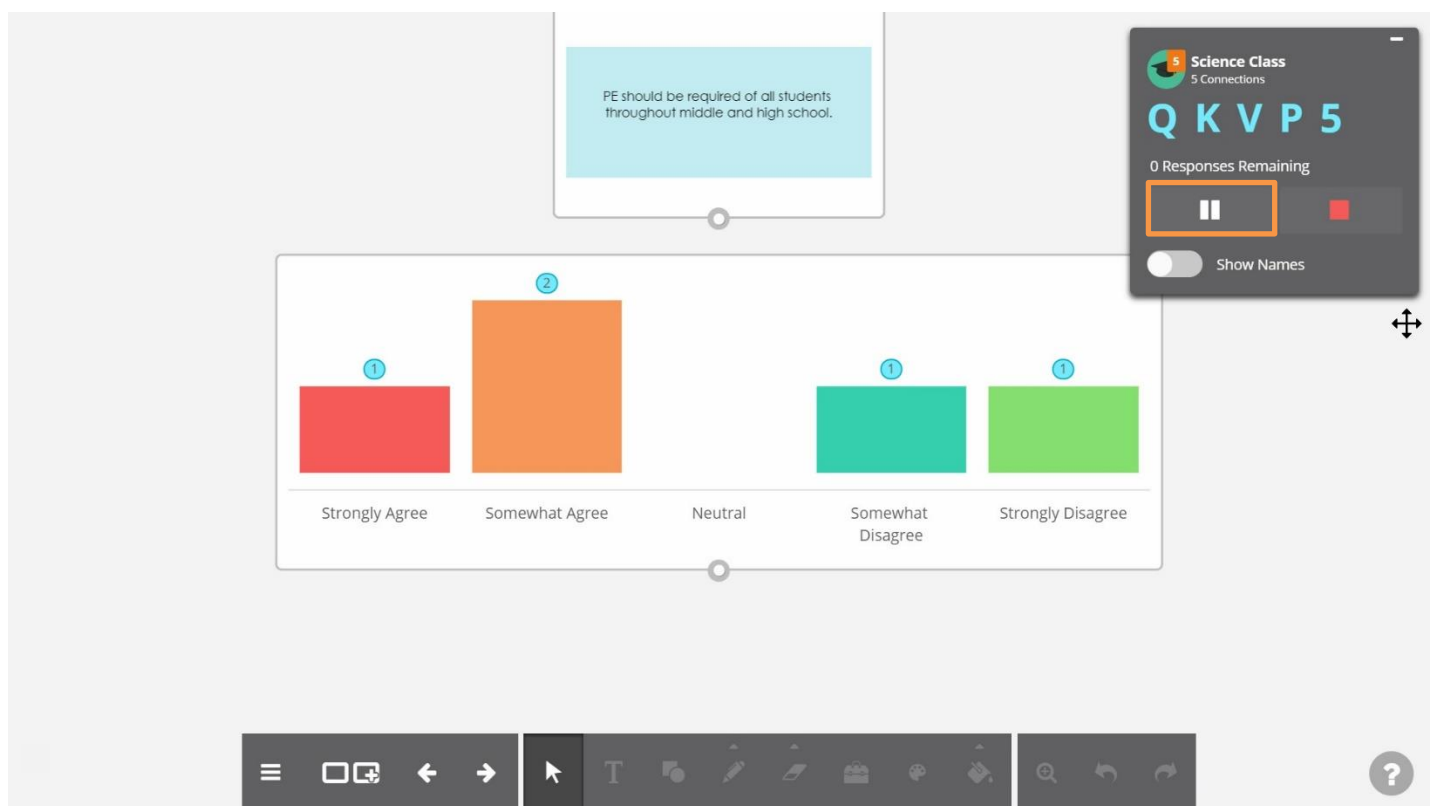 PE should be required of all students
throughout middle and high school.
5
Science Class
5 Connections
Q K V P 5
0 Responses Remaining
Show Names
2
1
1
1
Strongly Agree
Somewhat Agree
Neutral
Somewhat
Disagree
Strongly Disagree
T
?